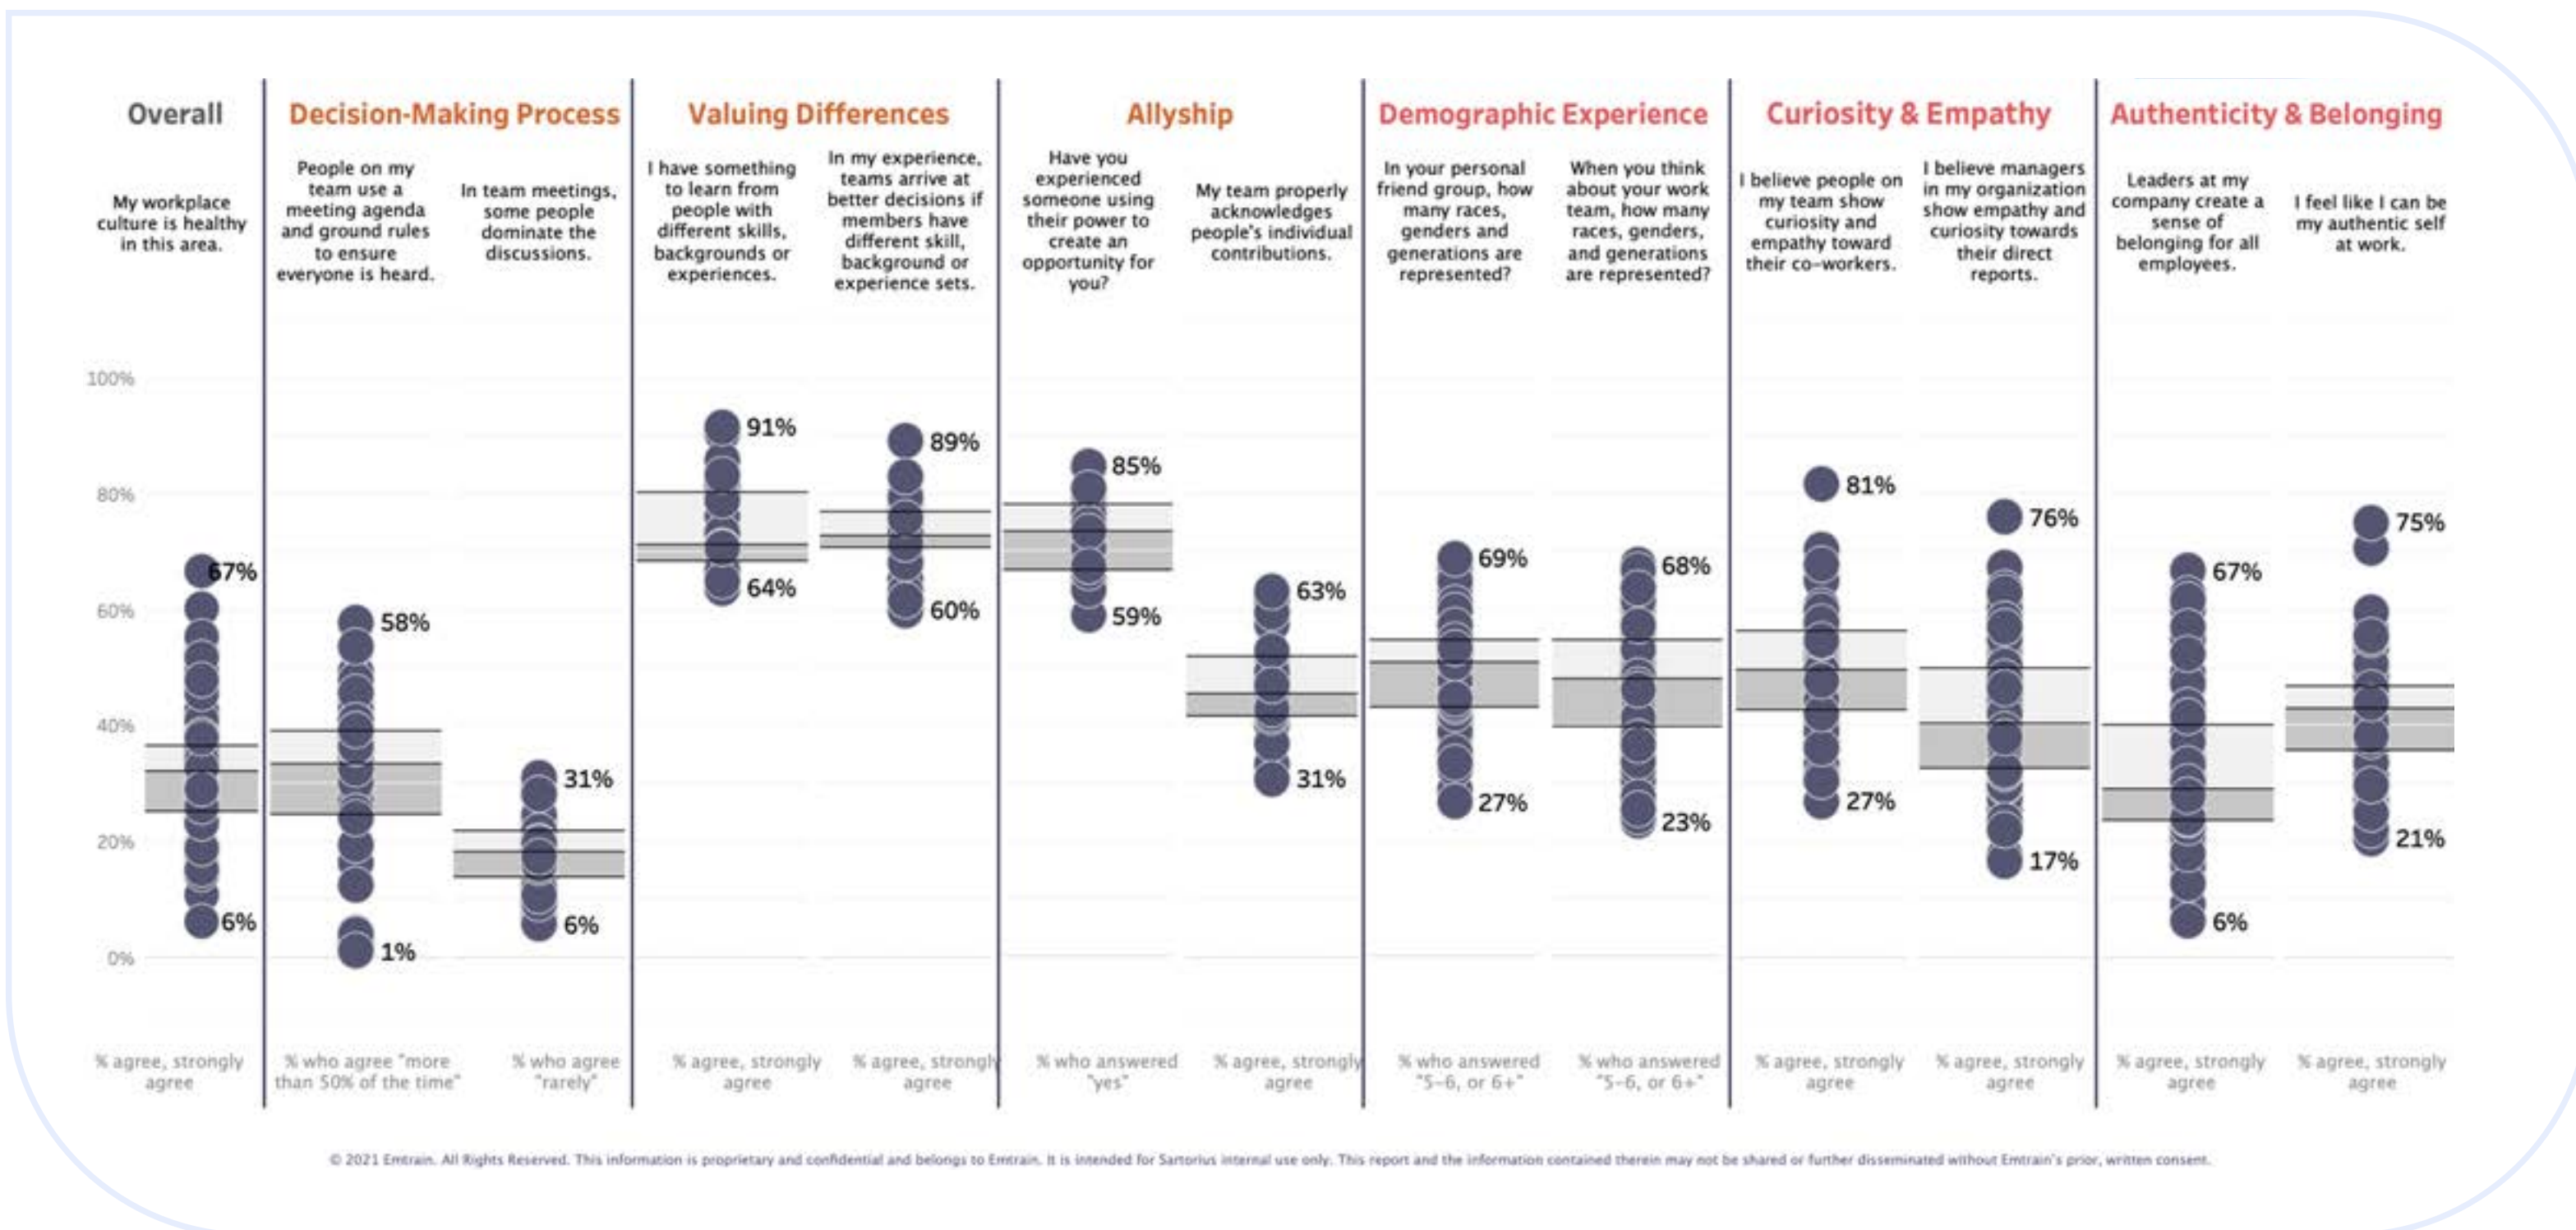 Overall
Decision-Making Process
Valuing Differences
Allyship
Demographic Experience
Curiosity & Empathy
Authenticity & Belonging
My workplace
culture is healthy
in this area.
People on my
team use a
meeting agenda
and ground rules
to ensure
everyone is heard.
In team meetings,
some people
dominate the
discussions.
I have something
to learn from
people with
different skills,
backgrounds or
experiences.
In my experience,
teams arrive at
better decisions if
members have
different skill,
background or
experience sets.
Have you
experienced
someone using
their power to
create an
opportunity for
you?
My team properly
acknowledges
people's individual
contributions.
In your personal
friend group, how
many races,
genders and
generations are
represented?
When you think
about your work
team, how many
races, genders,
and generations
are represented?
I believe people on
my team show
curiosity and
empathy toward
their co-workers.
I believe managers
in my organization
show empathy and
curiosity towards
their direct
reports.
Leaders at my
company create a
sense of
belonging for all
employees.
I feel like I can be
my authentic self
at work.
100%
80%
60%
40%
20%
0%
67%
6%
58%
1%
31%
6%
91%
64%
89%
60%
85%
59%
63%
31%
69%
27%
68%
23%
81%
27%
76%
17%
67%
6%
75%
21%
% agree, strongly
agree
% who agree "more
than 50% of the time"
% who agree
"rarely"
% agree, strongly
agree
% agree, strongly
agree
% who answered
"yes"
% agree, strongly
agree
% who answered
"5-6, or 6+"
% who answered
"5-6, or 6+"
% agree, strongly
agree
% agree, strongly
agree
% agree, strongly
agree
% agree, strongly
agree
© 2021 Emtrain. All Rights Reserved. This information is proprietary and confidential and belongs to Emtrain. It is intended for Sartorius internal use only. This report and the information contained therein may not be shared or further disseminated without Emtrain's prior, written consent.